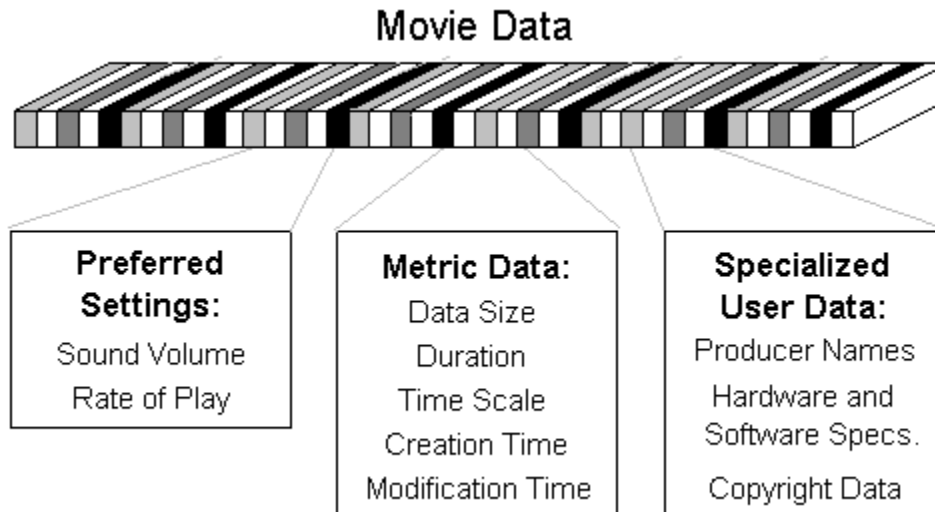 Movie Data
Preferred
Settings:
Sound Volume
Rate of Play
Metric Data:
Data Size
Duration
Time Scale
Creation Time
Modification Time
Specialized
User Data:
Producer Names
Hardware and
Software Specs.
Copyright Data